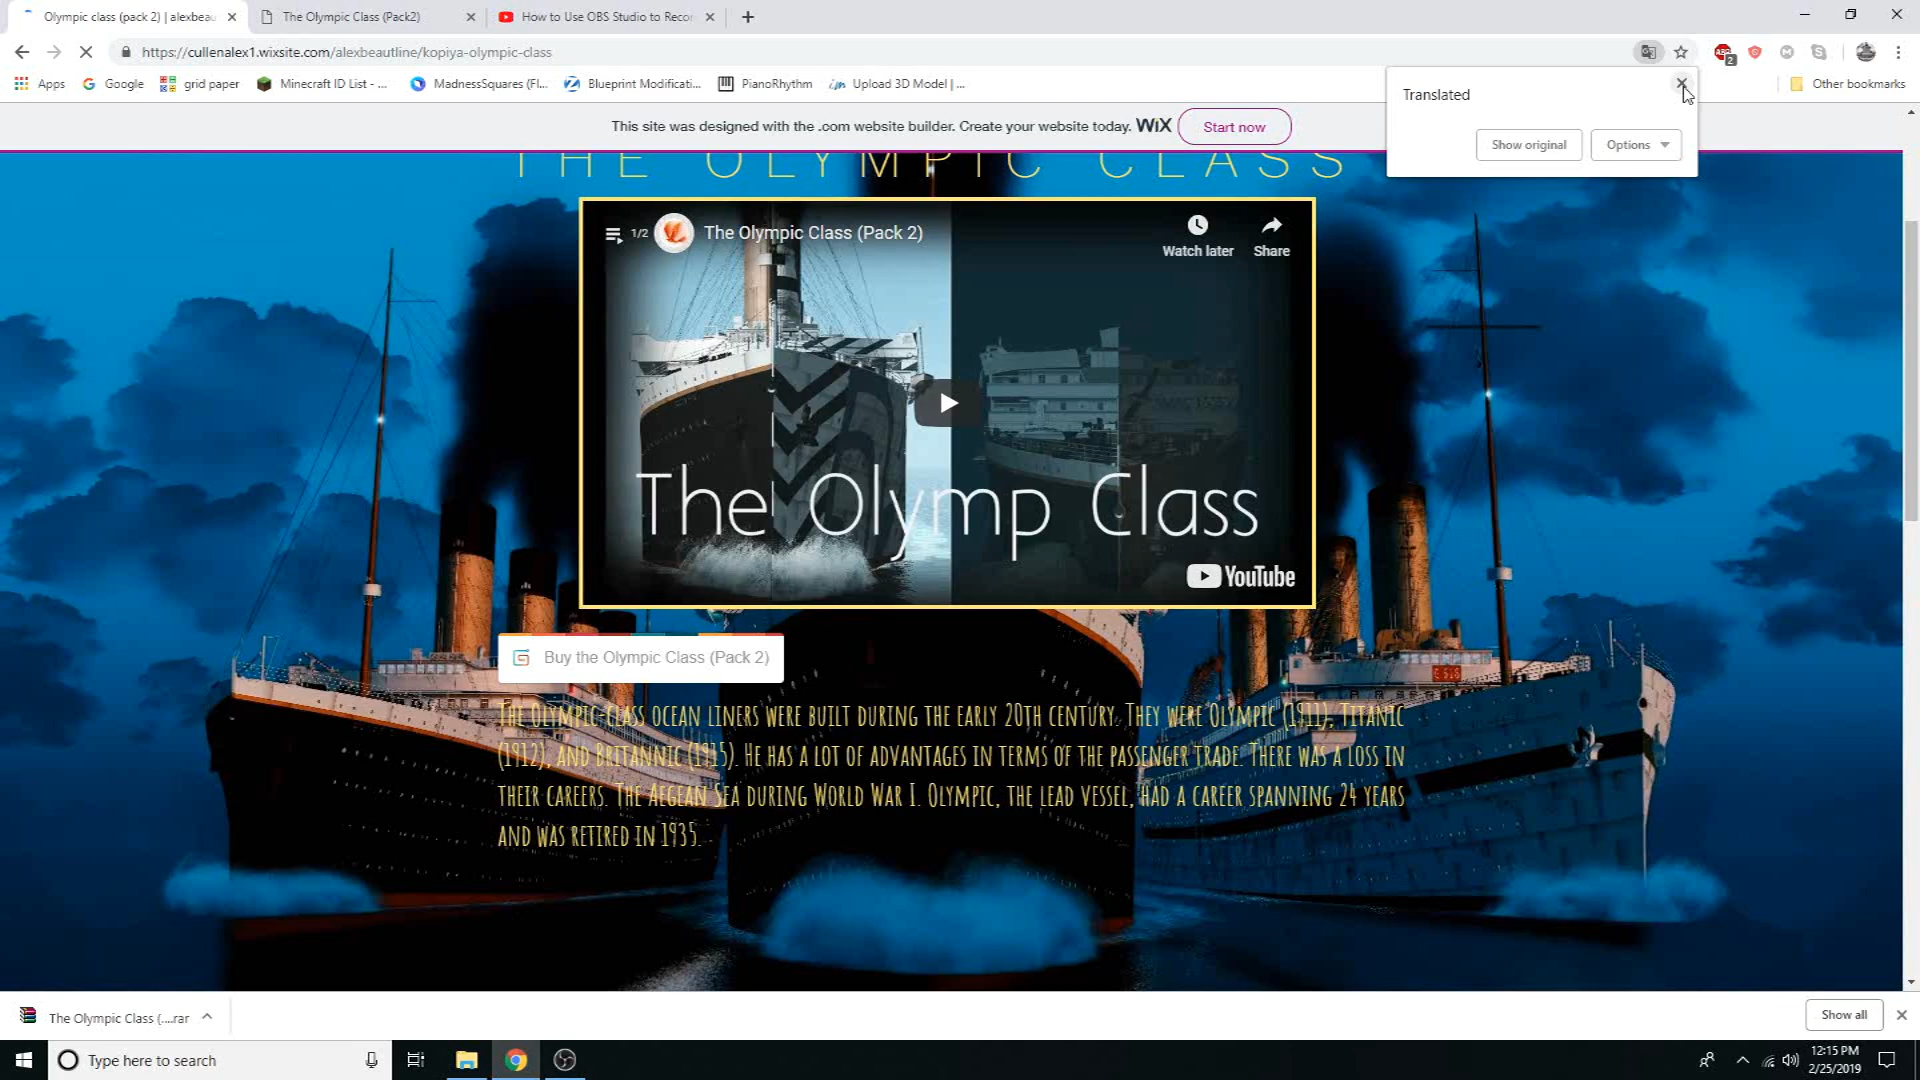 Olympic class (pack 2) | alexbeau
The Olympic Class (Pack2)
How to Use OBS Studio to Recor
https://cullenalex1.wixsite.com/alexbeautline/kopiya-olympic-class
2
Apps
Google
grid paper
Minecraft ID List - ...
MadnessSquares (Fl...
Blueprint Modificati...
PianoRhythm
Upload 3D Model | ...
Other bookmarks
Translated
Show original
Options
This site was designed with the .com website builder. Create your website today. WiX
Start now
THE OLYMPIC CLASS
1/2
The Olympic Class (Pack 2)
Watch later
Share
The Olymp Class
YouTube
Buy the Olympic Class (Pack 2)
The Olympic-class ocean liners were built during the early 20th century. They were Olympic (1911), Titanic
(1912), and Britannic (1915). He has a lot of advantages in terms of the passenger trade. There was a loss in
their careers. The Aegean Sea during World War I. Olympic, the lead vessel, had a career spanning 24 years
and was retired in 1935.
The Olympic Class (....rar
Show all
Type here to search
12:15 PM
2/25/2019